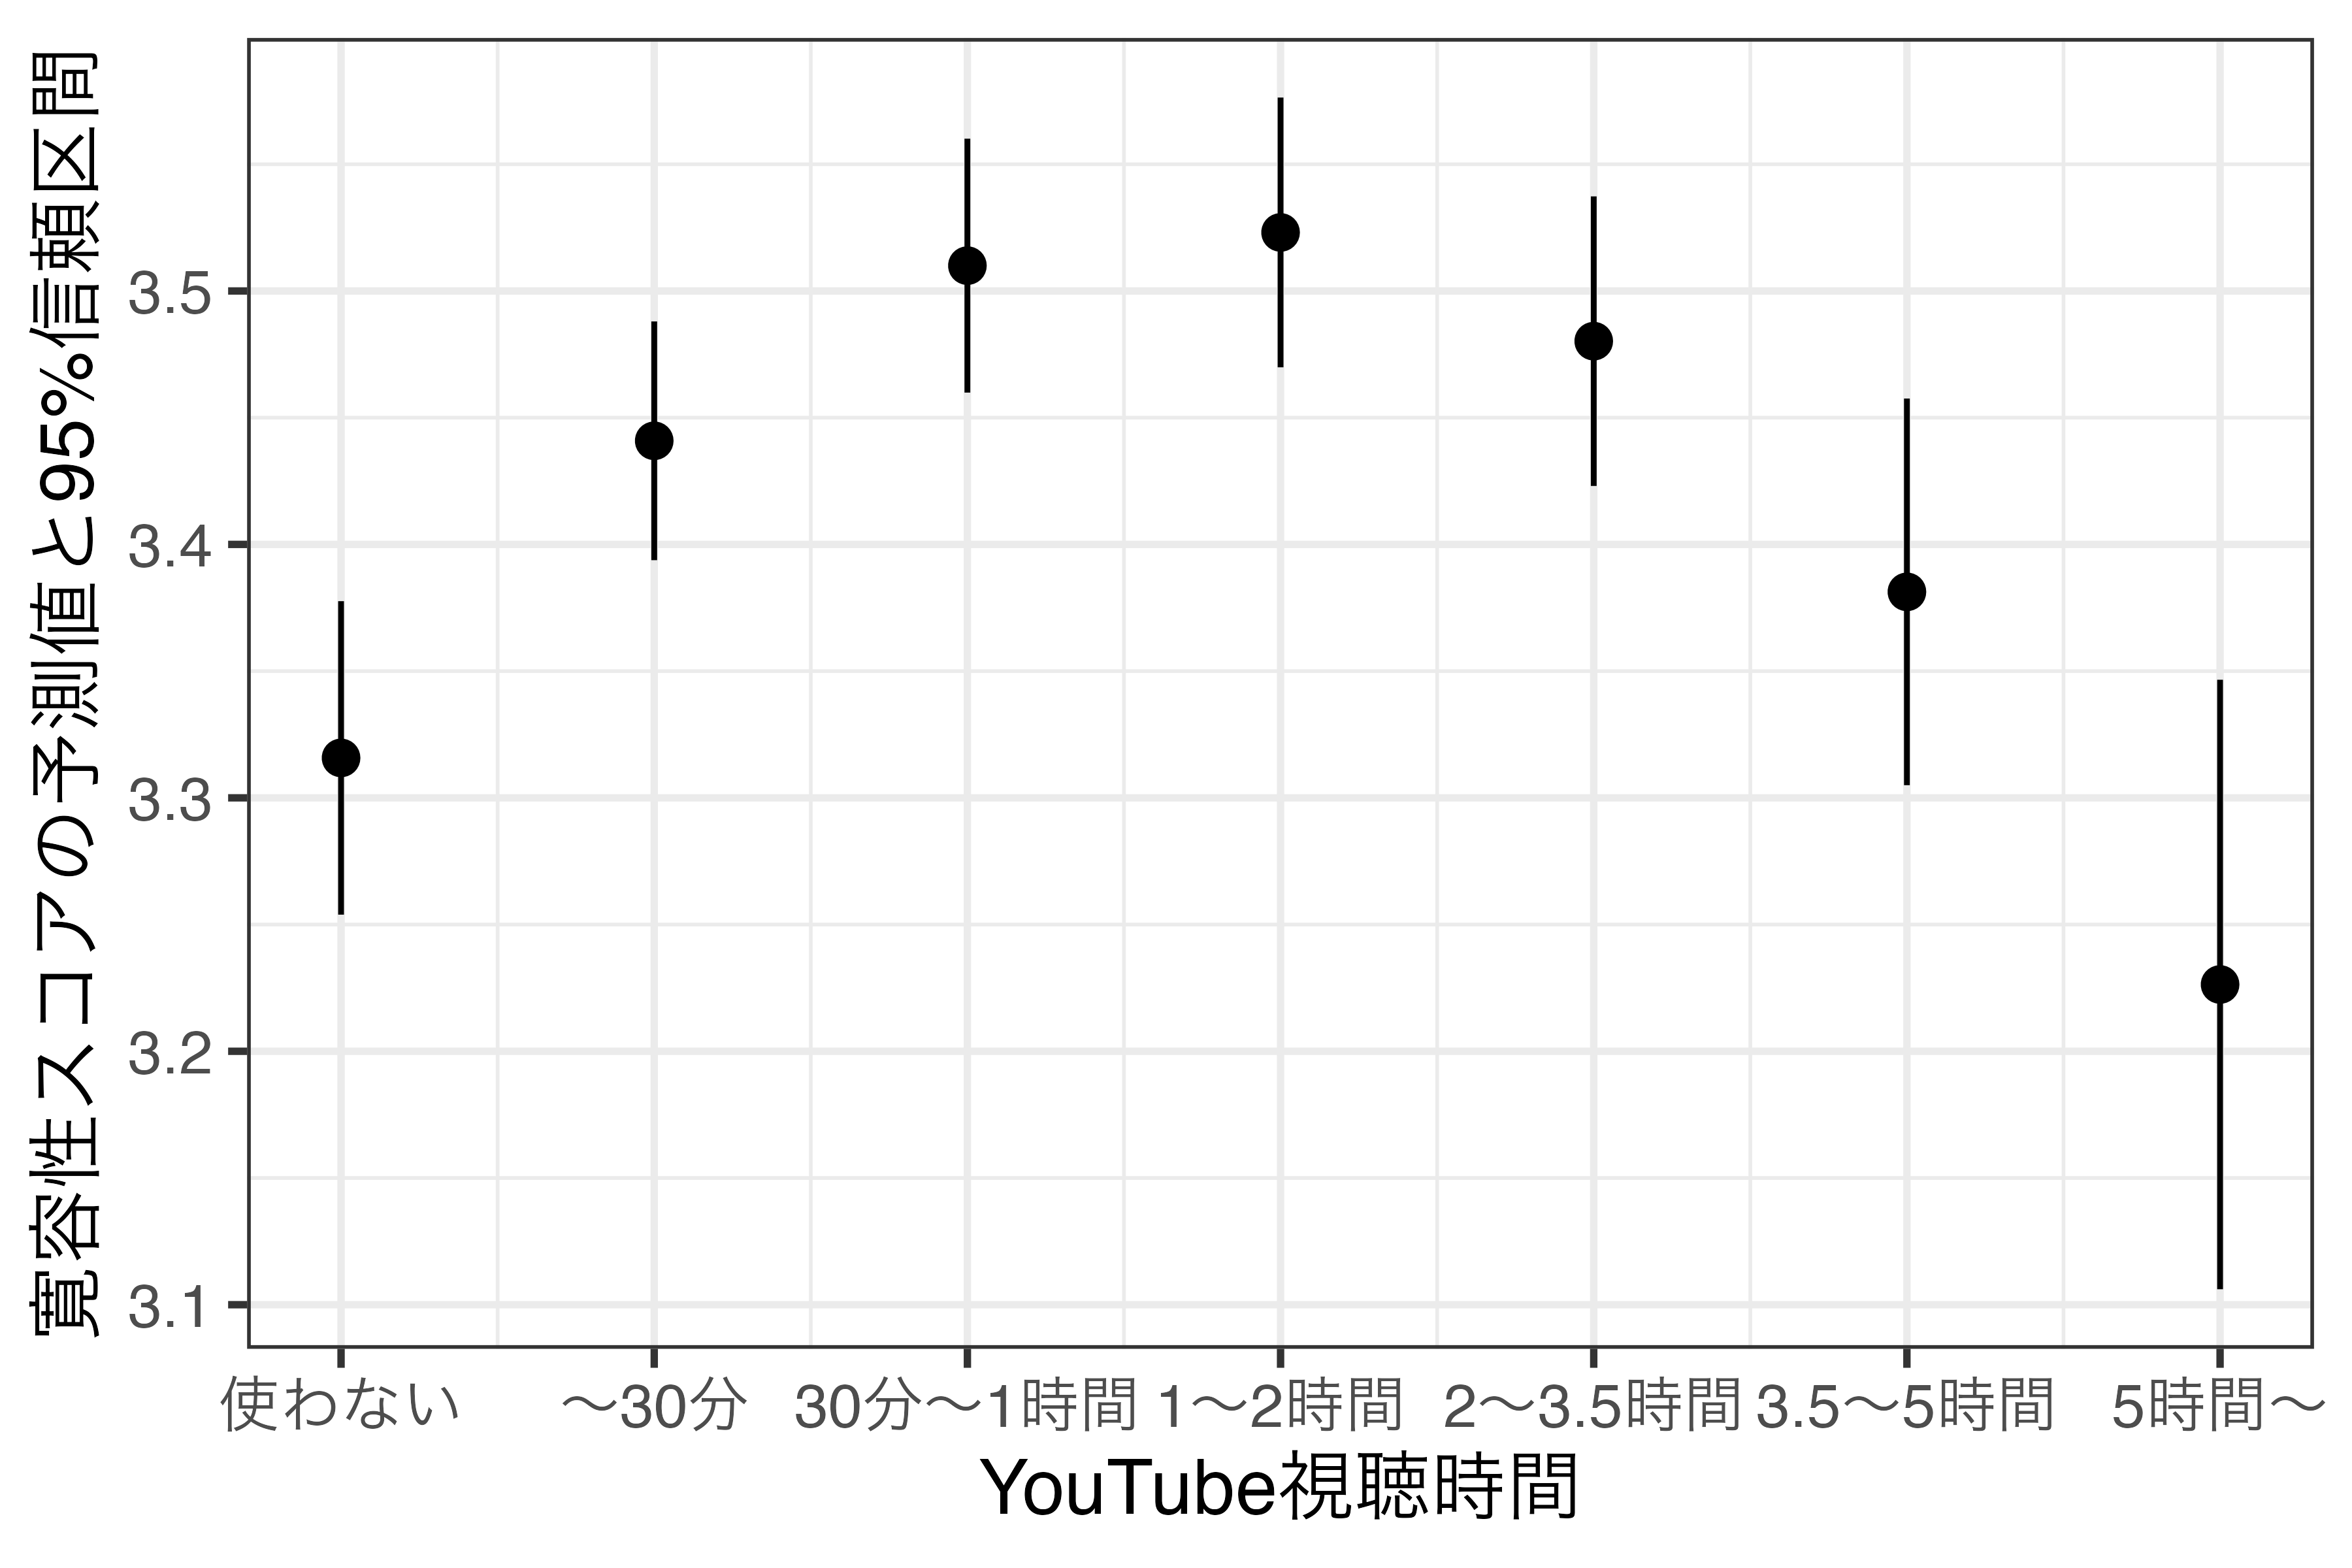 寛容性スコアの予測値と95%信頼区間
3.5
3.4
3.3
3.2
3.1
使わない
～30分
30分～1時間
1～2時間
2～3.5時間
3.5～5時間
5時間～
YouTube視聴時間